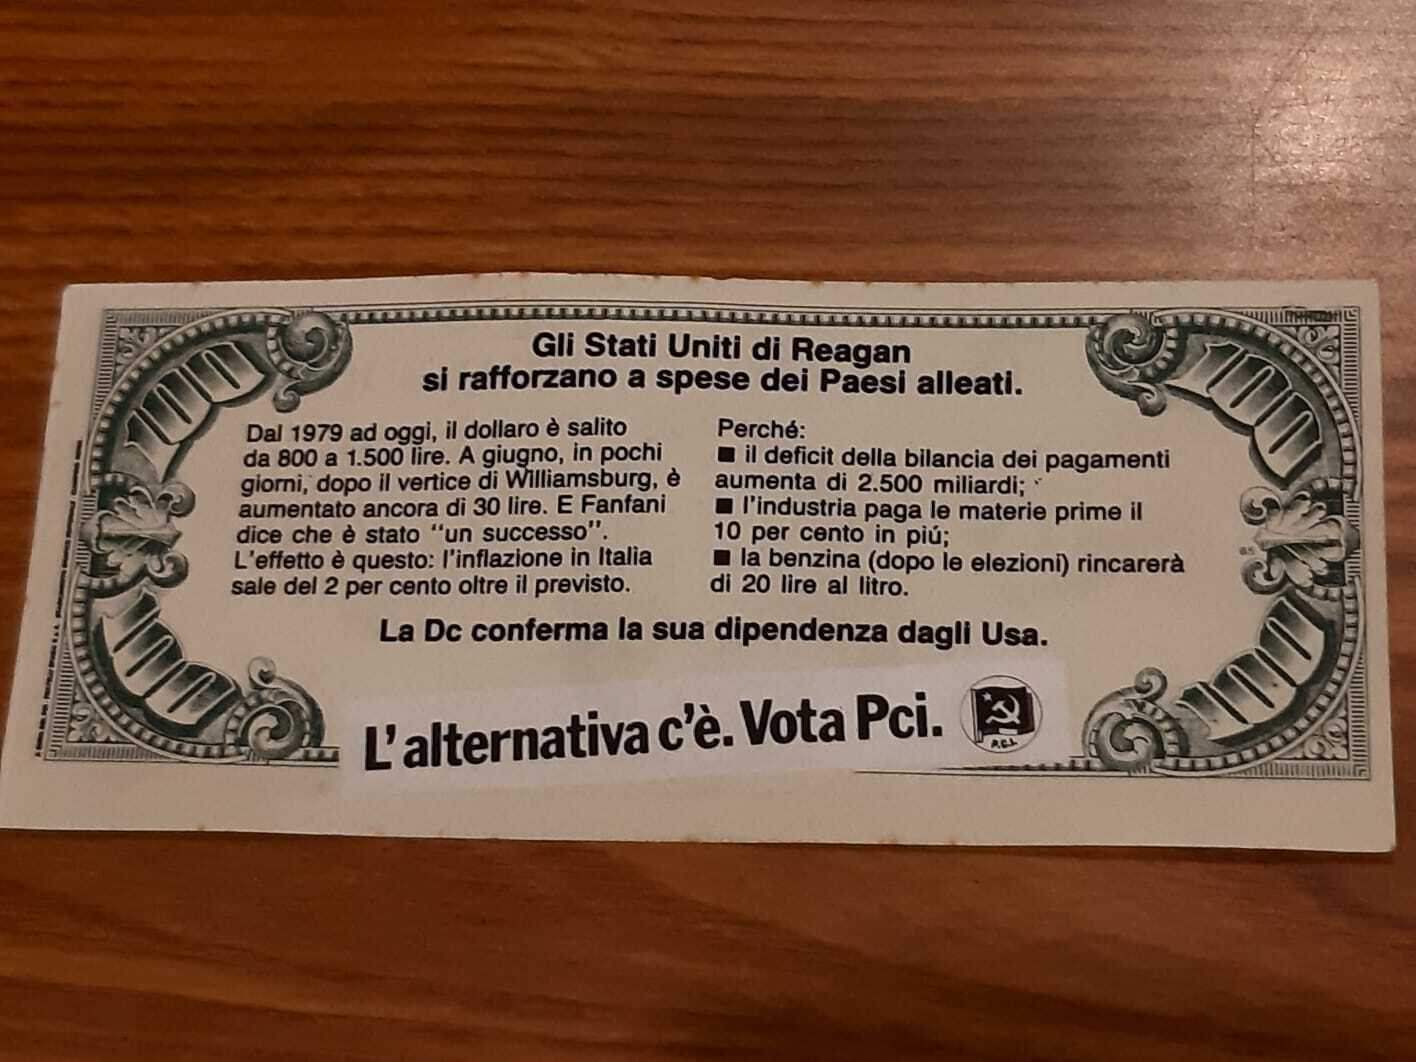 Gli Stati Uniti di Reagan
si rafforzano a spese dei Paesi alleati.
Dal 1979 ad oggi, il dollaro è salito
da 800 a 1.500 lire. A giugno, in pochi
giorni, dopo il vertice di Williamsburg, è
aumentato ancora di 30 lire. E Fanfani
dice che è stato "un successo".
L'effetto è questo: l'inflazione in Italia
sale del 2 per cento oltre il previsto.
Perché:
■ il deficit della bilancia dei pagamenti
aumenta di 2.500 miliardi;
■ l'industria paga le materie prime il
10 per cento in piú;
■ la benzina (dopo le elezioni) rincarerà
di 20 lire al litro.
La Dc conferma la sua dipendenza dagli Usa.
L'alternativa c'è. Vota Pci.
P.C.I.